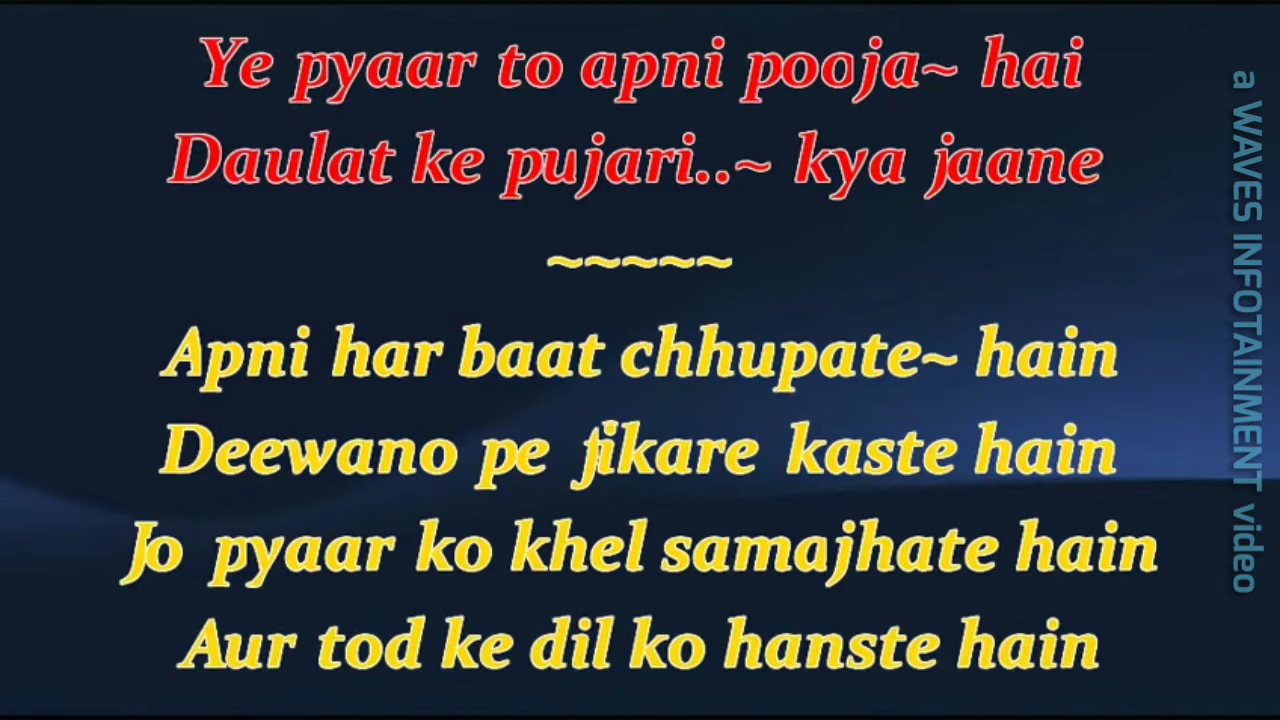 Ye pyaar to apni pooja~ hai
Daulat ke pujari..~ kya jaane
~~~~~
Apni har baat chhupate~ hain
Deewano pe fikare kaste hain
Jo pyaar ko khel samajhate hain
Aur tod ke dil ko hanste hain
a WAVES INFOTAINMENT video